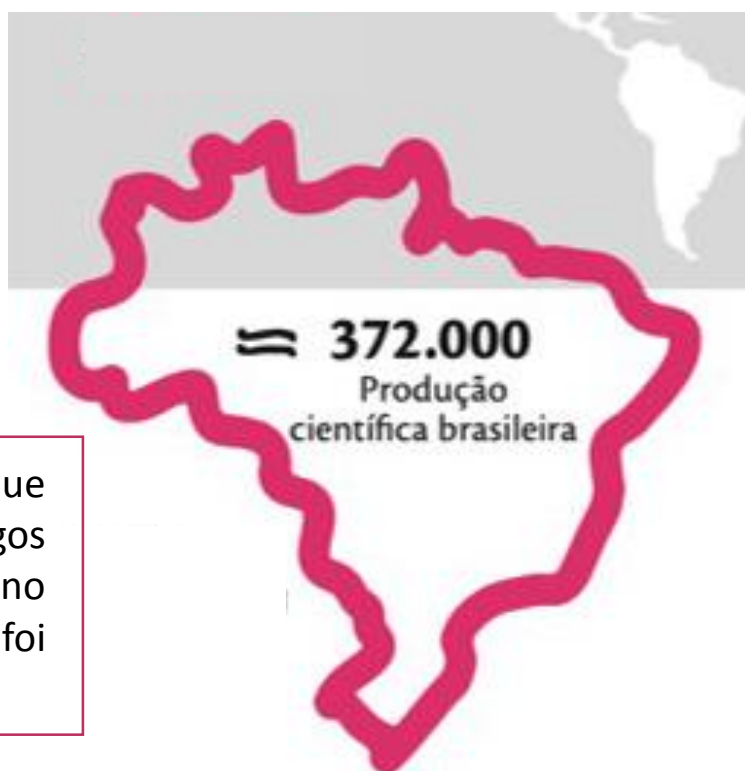 ≈ 372.000
Produção
científica brasileira
ue
gos
no
foi